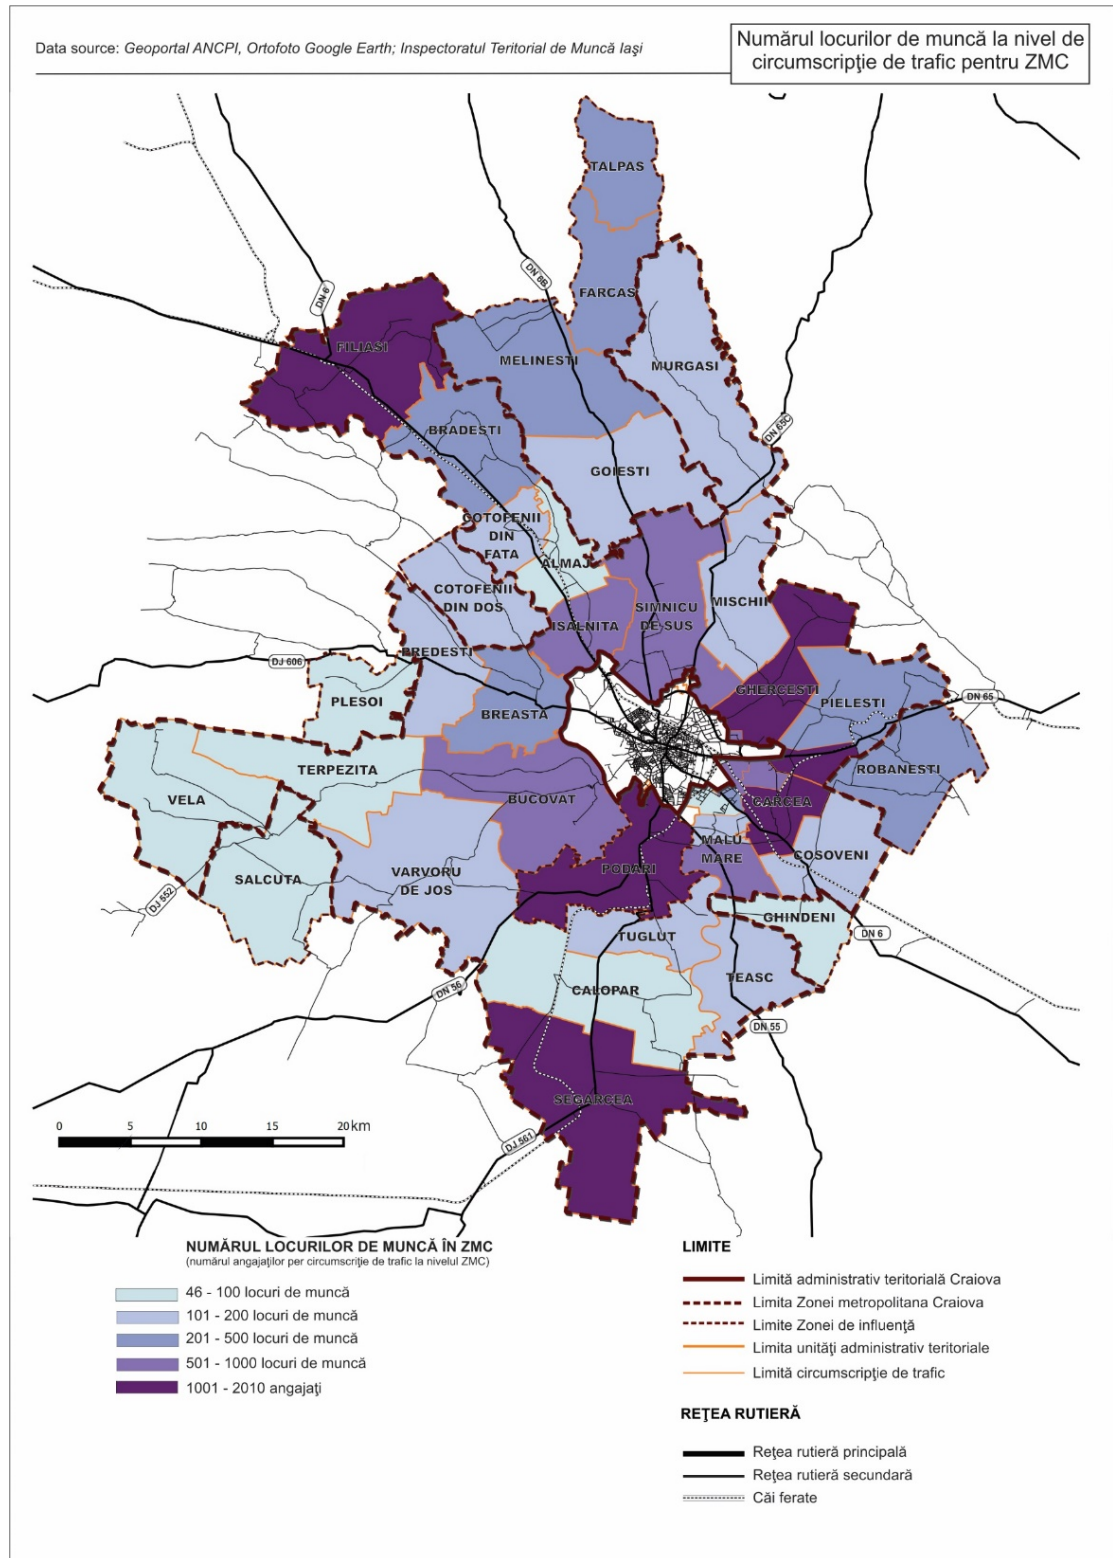 Data source: Geoportal ANCPI, Ortofoto Google Earth; Inspectoratul Teritorial de Muncă Iaşi
Numărul locurilor de muncă la nivel de
circumscripţie de trafic pentru ZMC
TALPAS
DN 6B
DN 6
FARCAS
FILIASI
MELINESTI
MURGASI
DN 65C
BRADESTI
GOIESTI
COTOFENII
DIN
FATA
ALMAJ
COTOFENII
DIN DOS
ISALNITA
SIMNICU
DE SUS
MISCHII
PREDESTI
DJ 606
GHERCESTI
PLESOI
BREASTA
PIELESTI
DN 65
TERPEZITA
ROBANESTI
VELA
BUCOVAT
CARCEA
MALU
MARE
COSOVENI
VARVORU
DE JOS
PODARI
SALCUTA
DJ 552
GHINDENI
DN 6
TUGLUT
TEASC
DN 56
CALOPAR
DN 55
SEGARCEA
DJ 561
0 5 10 15 20 km
NUMĂRUL LOCURILOR DE MUNCĂ ÎN ZMC
(numărul angajaţilor per circumscriţie de trafic la nivelul ZMC)
46 - 100 locuri de muncă
101 - 200 locuri de muncă
201 - 500 locuri de muncă
501 - 1000 locuri de muncă
1001 - 2010 angajaţi
LIMITE
Limită administrativ teritorială Craiova
Limita Zonei metropolitana Craiova
Limite Zonei de influenţă
Limita unităţi administrativ teritoriale
Limită circumscripţie de trafic
REŢEA RUTIERĂ
Reţea rutieră principală
Reţea rutieră secundară
Căi ferate